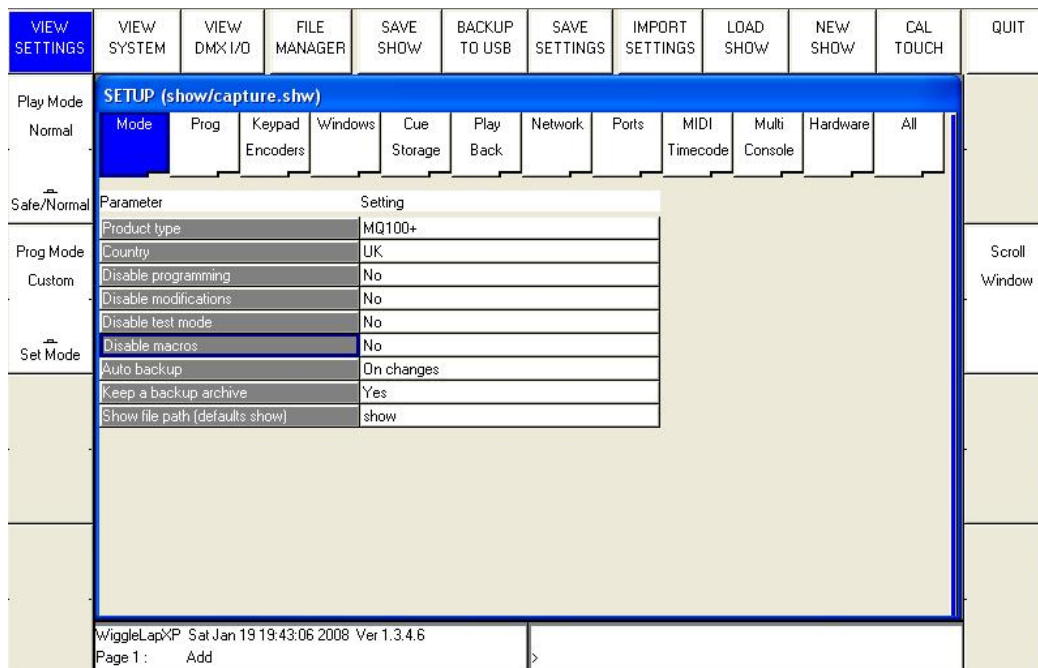 VIEW SETTINGS
VIEW SYSTEM
VIEW DMX I/O
FILE MANAGER
SAVE SHOW
BACKUP TO USB
SAVE SETTINGS
IMPORT SETTINGS
LOAD SHOW
NEW SHOW
CAL TOUCH
QUIT
Play Mode
Normal
Safe/Normal
Prog Mode
Custom
Set Mode
SETUP (show/capture.shw)
Mode
Prog
Keypad Encoders
Windows
Cue Storage
Play Back
Network
Ports
MIDI Timecode
Multi Console
Hardware
All
Parameter Setting
Product type MQ100+
Country UK
Disable programming No
Disable modifications No
Disable test mode No
Disable macros No
Auto backup On changes
Keep a backup archive Yes
Show file path (defaults show) show
Scroll
Window
WiggleLapXP Sat Jan 19 19:43:06 2008 Ver 1.3.4.6
Page 1 : Add
>